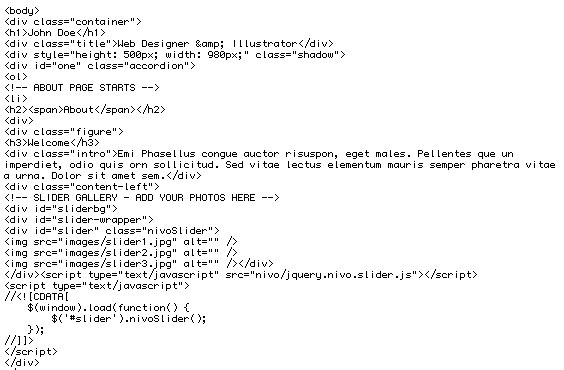 <body>
<div class="container">
<h1>John Doe</h1>
<div class="title">Web Designer &amp; Illustrator</div>
<div style="height: 500px; width: 980px;" class="shadow">
<div id="one" class="accordion">
<ol>
<!-- ABOUT PAGE STARTS -->
<li>
<h2><span>About</span></h2>
<div>
<div class="figure">
<h3>Welcome</h3>
<div class="intro">Emi Phasellus congue auctor risuspon, eget males. Pellentes que un
imperdiet, odio quis orn sollicitud. Sed vitae lectus elementum mauris semper pharetra vitae
a urna. Dolor sit amet sem.</div>
<div class="content-left">
<!-- SLIDER GALLERY - ADD YOUR PHOTOS HERE -->
<div id="sliderbg">
<div id="slider-wrapper">
<div id="slider" class="nivoSlider">
<img src="images/slider1.jpg" alt="" />
<img src="images/slider2.jpg" alt="" />
<img src="images/slider3.jpg" alt="" /></div>
</div><script type="text/javascript" src="nivo/jquery.nivo.slider.js"></script>
<script type="text/javascript">
//<![CDATA[
    $(window).load(function() {
        $('#slider').nivoSlider();
    });
//]]>
</script>
</div>